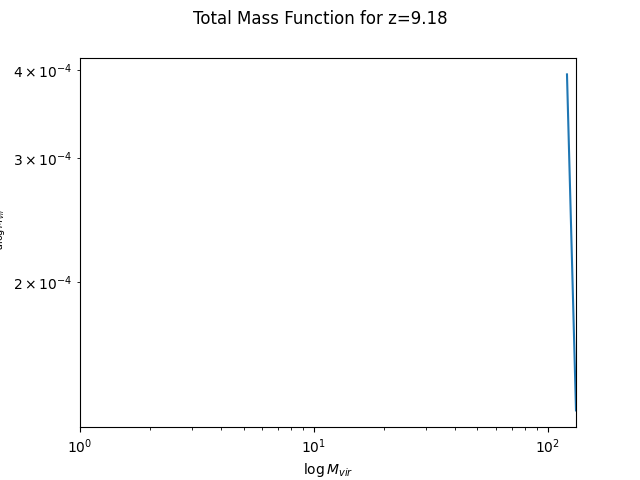 Total Mass Function for z=9.18
4 × 10⁻⁴
3 × 10⁻⁴
2 × 10⁻⁴
10⁰ 10¹ 10²
log M_vir